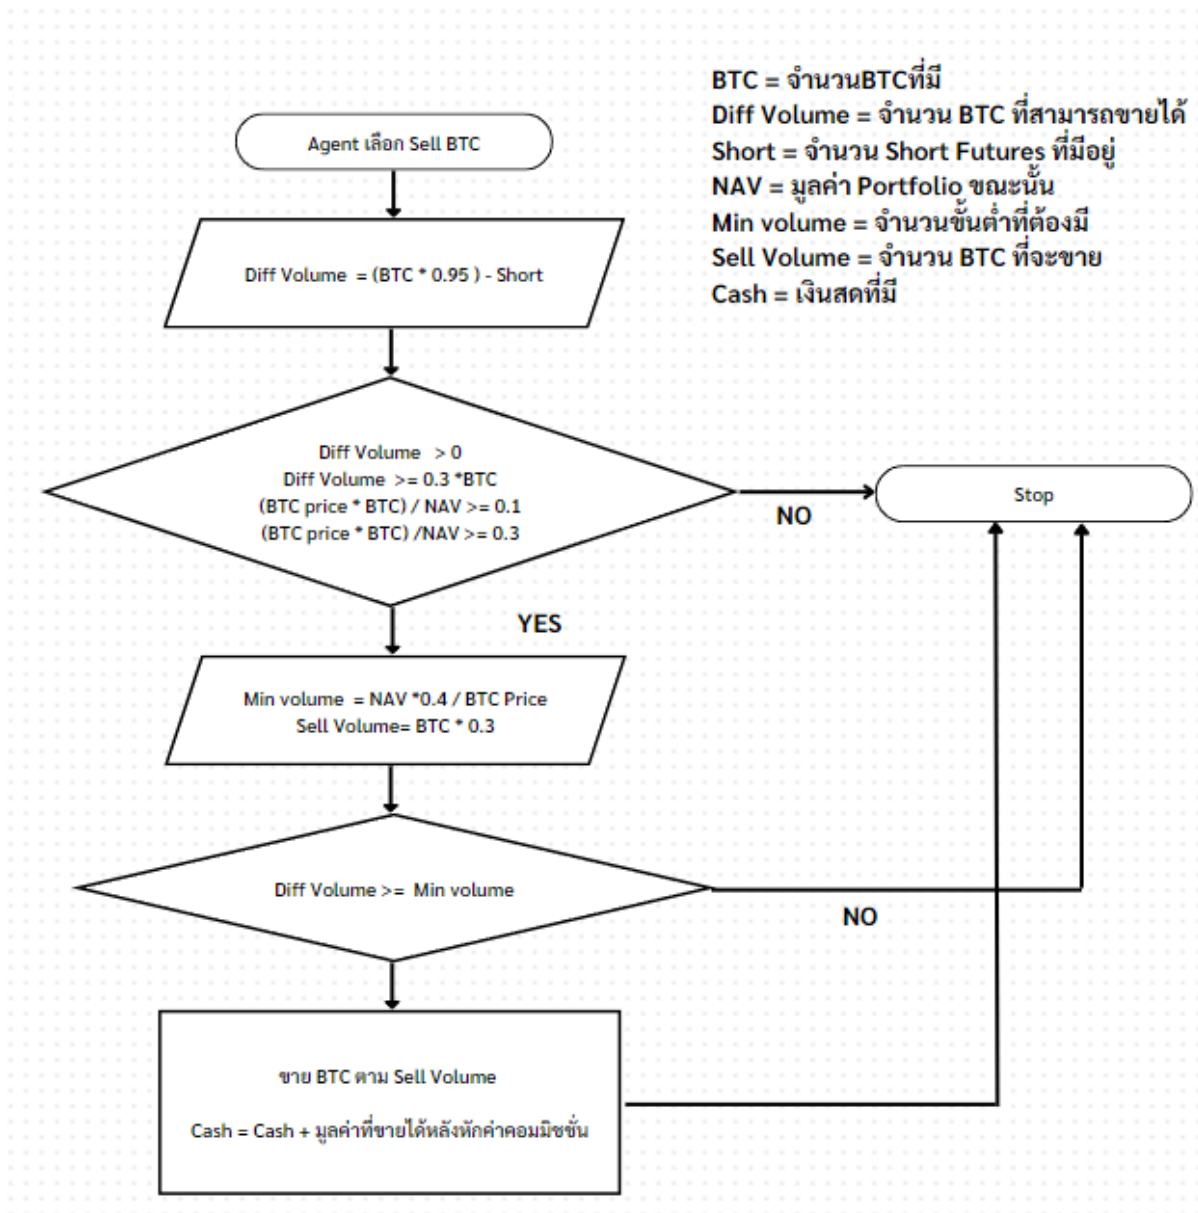 BTC = จำนวนBTCที่มี
Diff Volume = จำนวน BTC ที่สามารถขายได้
Short = จำนวน Short Futures ที่มีอยู่
NAV = มูลค่า Portfolio ขณะนั้น
Min volume = จำนวนขั้นต่ำที่ต้องมี
Sell Volume = จำนวน BTC ที่จะขาย
Cash = เงินสดที่มี
Agent เลือก Sell BTC
Diff Volume = (BTC * 0.95 ) - Short
Diff Volume > 0
Diff Volume >= 0.3 *BTC
(BTC price * BTC) / NAV >= 0.1
(BTC price * BTC) /NAV >= 0.3
NO
Stop
YES
Min volume = NAV *0.4 / BTC Price
Sell Volume= BTC * 0.3
Diff Volume >= Min volume
NO
ขาย BTC ตาม Sell Volume
Cash = Cash + มูลค่าที่ขายได้หลังหักค่าคอมมิชชั่น